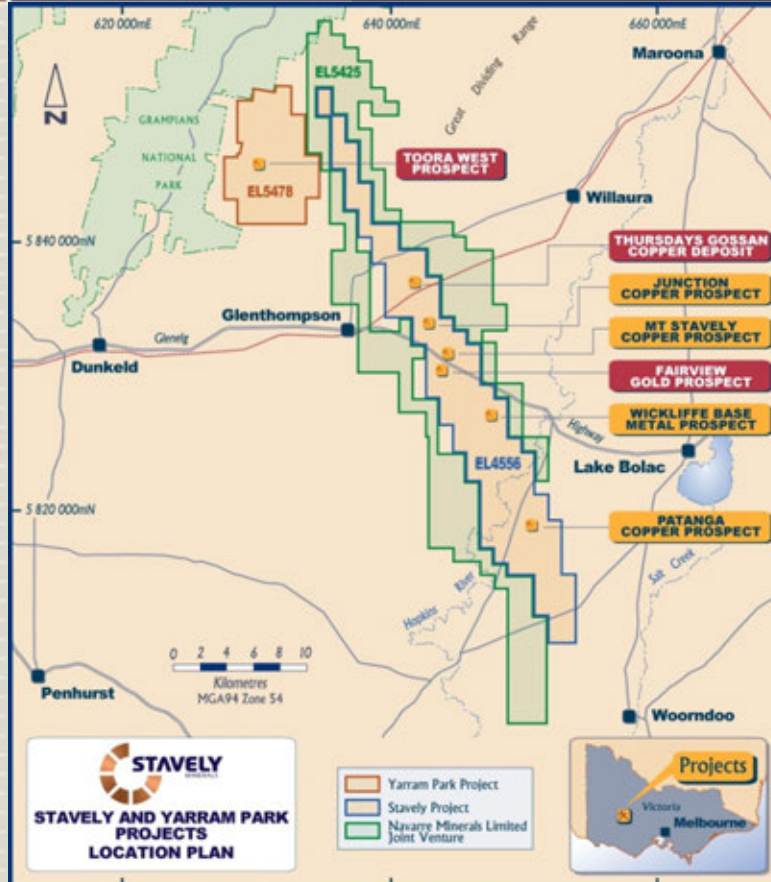 620 000mE
640 000mE
660 000mE
Maroona
EL5425
Great Dividing Range
N
GRAMPIANS
NATIONAL
PARK
EL5478
TOORA WEST
PROSPECT
Willaura
5 840 000mN
THURSDAYS GOSSAN
COPPER DEPOSIT
JUNCTION
COPPER PROSPECT
Glenthompson
MT STAVELY
COPPER PROSPECT
Glenelg
Dunkeld
FAIRVIEW
GOLD PROSPECT
WICKLIFFE BASE
METAL PROSPECT
Highway
EL4556
Lake Bolac
5 820 000mN
PATANGA
COPPER PROSPECT
Salt Creek
Hopkins River
0 2 4 6 8 10
Kilometres
MGA94 Zone 54
Penhurst
Woorndoo
STAVELY
MINERALS
STAVELY AND YARRAM PARK
PROJECTS
LOCATION PLAN
Yarram Park Project
Stavely Project
Navarre Minerals Limited
Joint Venture
Projects
Victoria
Melbourne